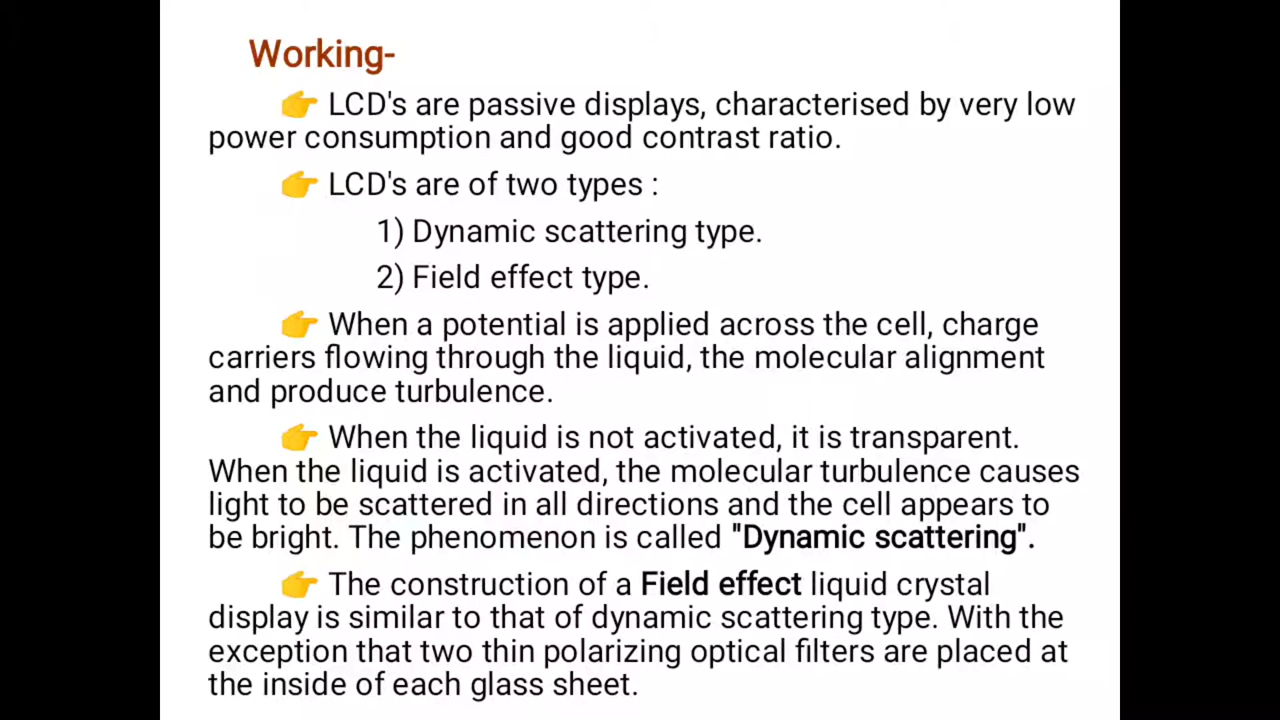 Working-
👉 LCD's are passive displays, characterised by very low
power consumption and good contrast ratio.
👉 LCD's are of two types :
1) Dynamic scattering type.
2) Field effect type.
👉 When a potential is applied across the cell, charge
carriers flowing through the liquid, the molecular alignment
and produce turbulence.
👉 When the liquid is not activated, it is transparent.
When the liquid is activated, the molecular turbulence causes
light to be scattered in all directions and the cell appears to
be bright. The phenomenon is called "Dynamic scattering".
👉 The construction of a Field effect liquid crystal
display is similar to that of dynamic scattering type. With the
exception that two thin polarizing optical filters are placed at
the inside of each glass sheet.